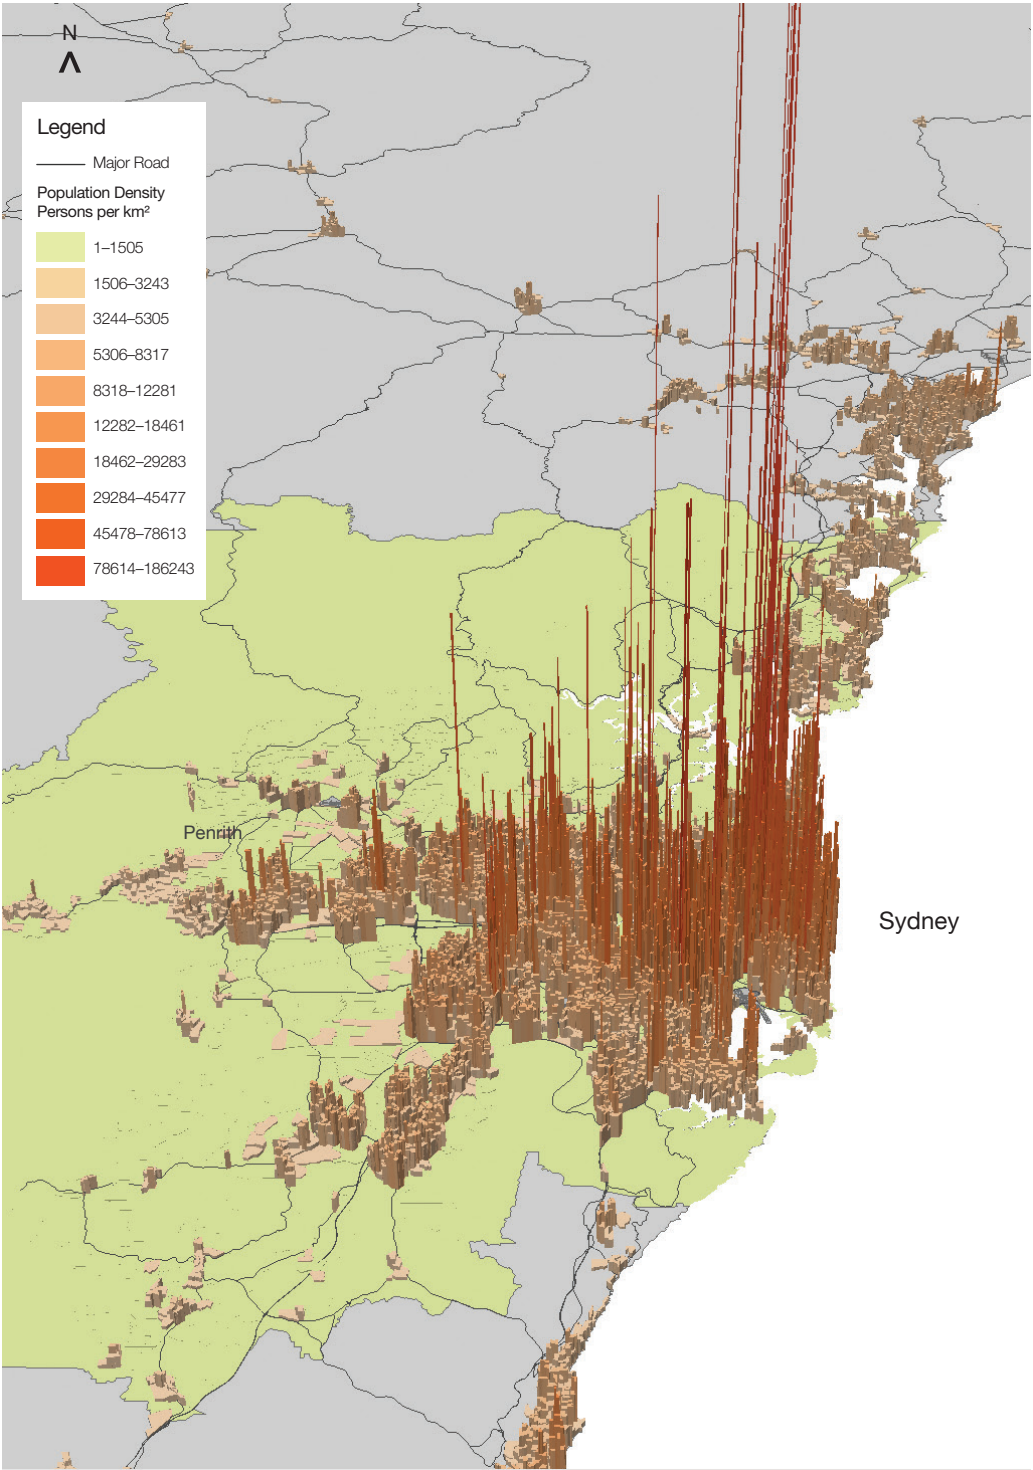 N
Legend
Major Road
Population Density
Persons per km²
1–1505
1506–3243
3244–5305
5306–8317
8318–12281
12282–18461
18462–29283
29284–45477
45478–78613
78614–186243
Penrith
Sydney